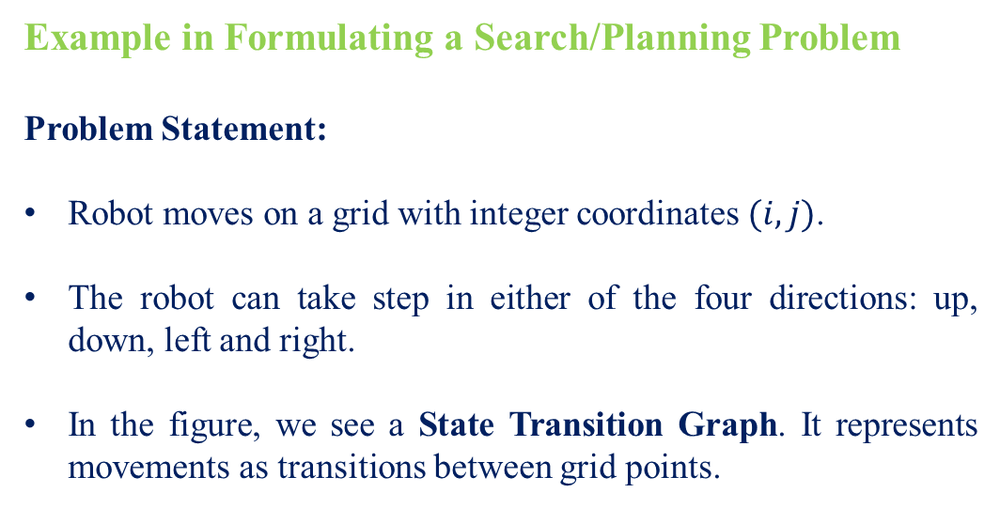 Example in Formulating a Search/Planning Problem
Problem Statement:
• Robot moves on a grid with integer coordinates (i, j).
• The robot can take step in either of the four directions: up,
down, left and right.
• In the figure, we see a State Transition Graph. It represents
movements as transitions between grid points.